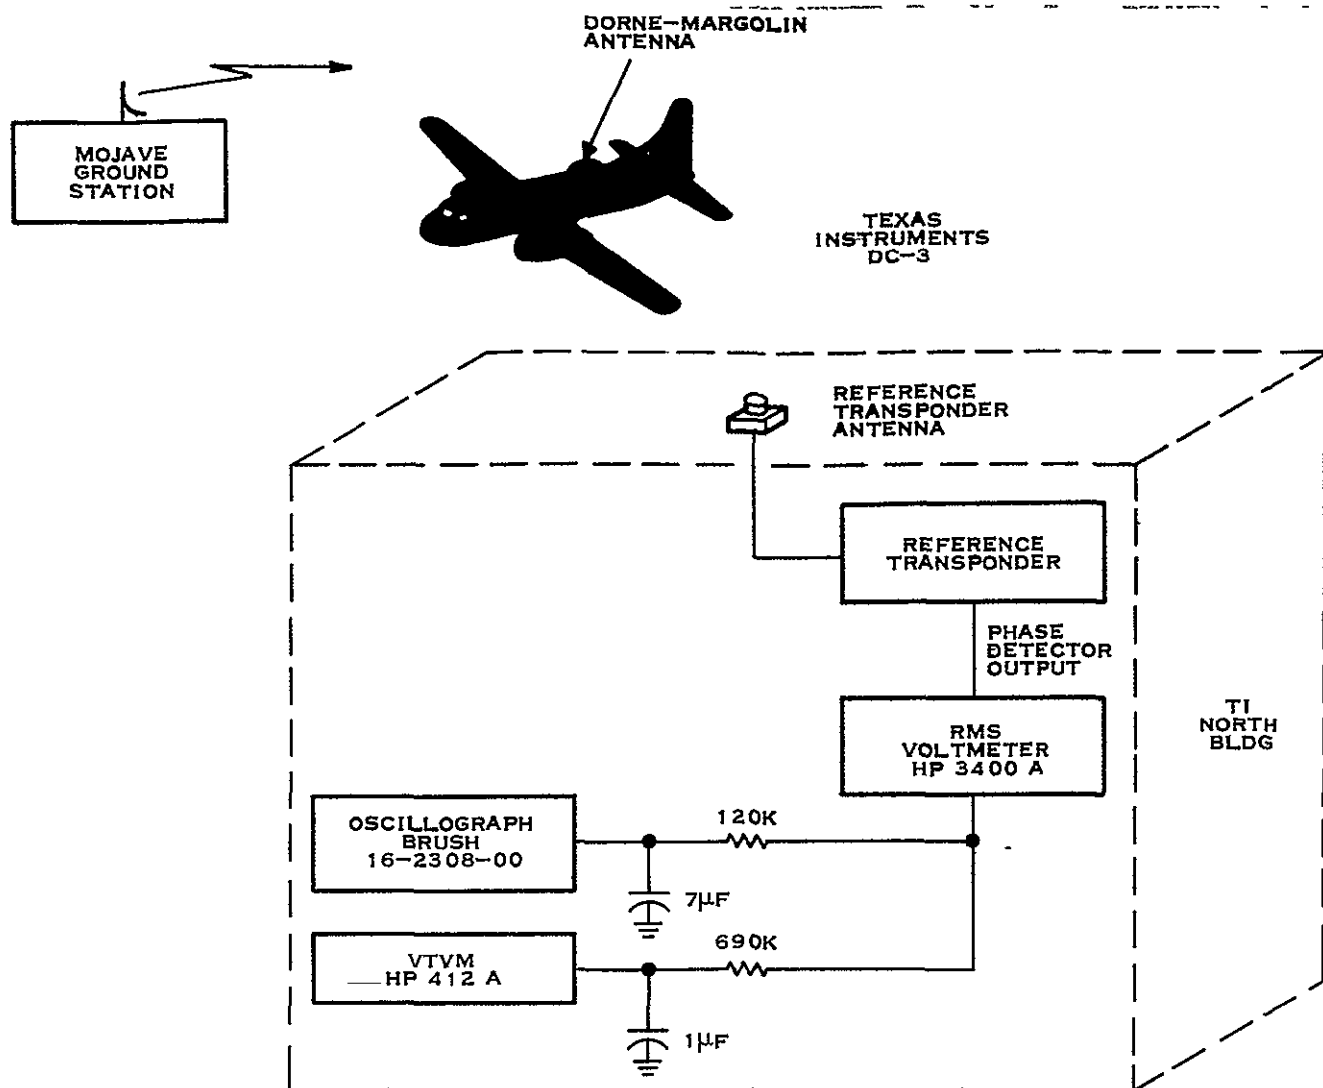 DORNE-MARGOLIN
ANTENNA
MOJAVE
GROUND
STATION
TEXAS
INSTRUMENTS
DC-3
REFERENCE
TRANSPONDER
ANTENNA
REFERENCE
TRANSPONDER
PHASE
DETECTOR
OUTPUT
RMS
VOLTMETER
HP 3400 A
TI
NORTH
BLDG
OSCILLOGRAPH
BRUSH
16-2308-00
120K
7μF
VTVM
HP 412 A
690K
1μF